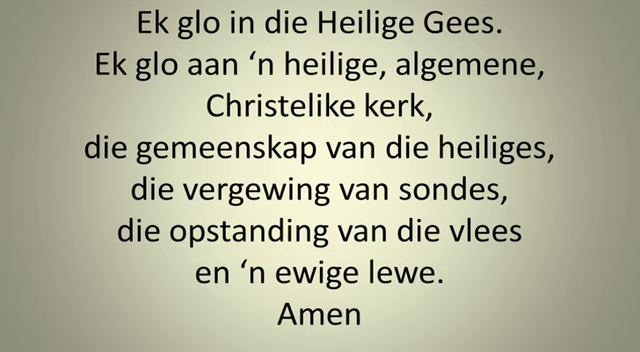 Ek glo in die Heilige Gees.
Ek glo aan ‘n heilige, algemene,
Christelike kerk,
die gemeenskap van die heiliges,
die vergewing van sondes,
die opstanding van die vlees
en ‘n ewige lewe.
Amen